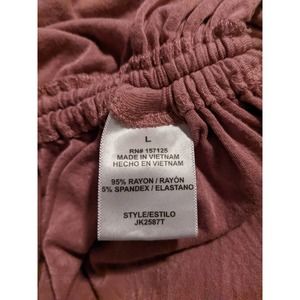 L
RN# 157125
MADE IN VIETNAM
HECHO EN VIETNAM
95% RAYON / RAYÓN
5% SPANDEX / ELASTANO
STYLE/ESTILO
JK2587T